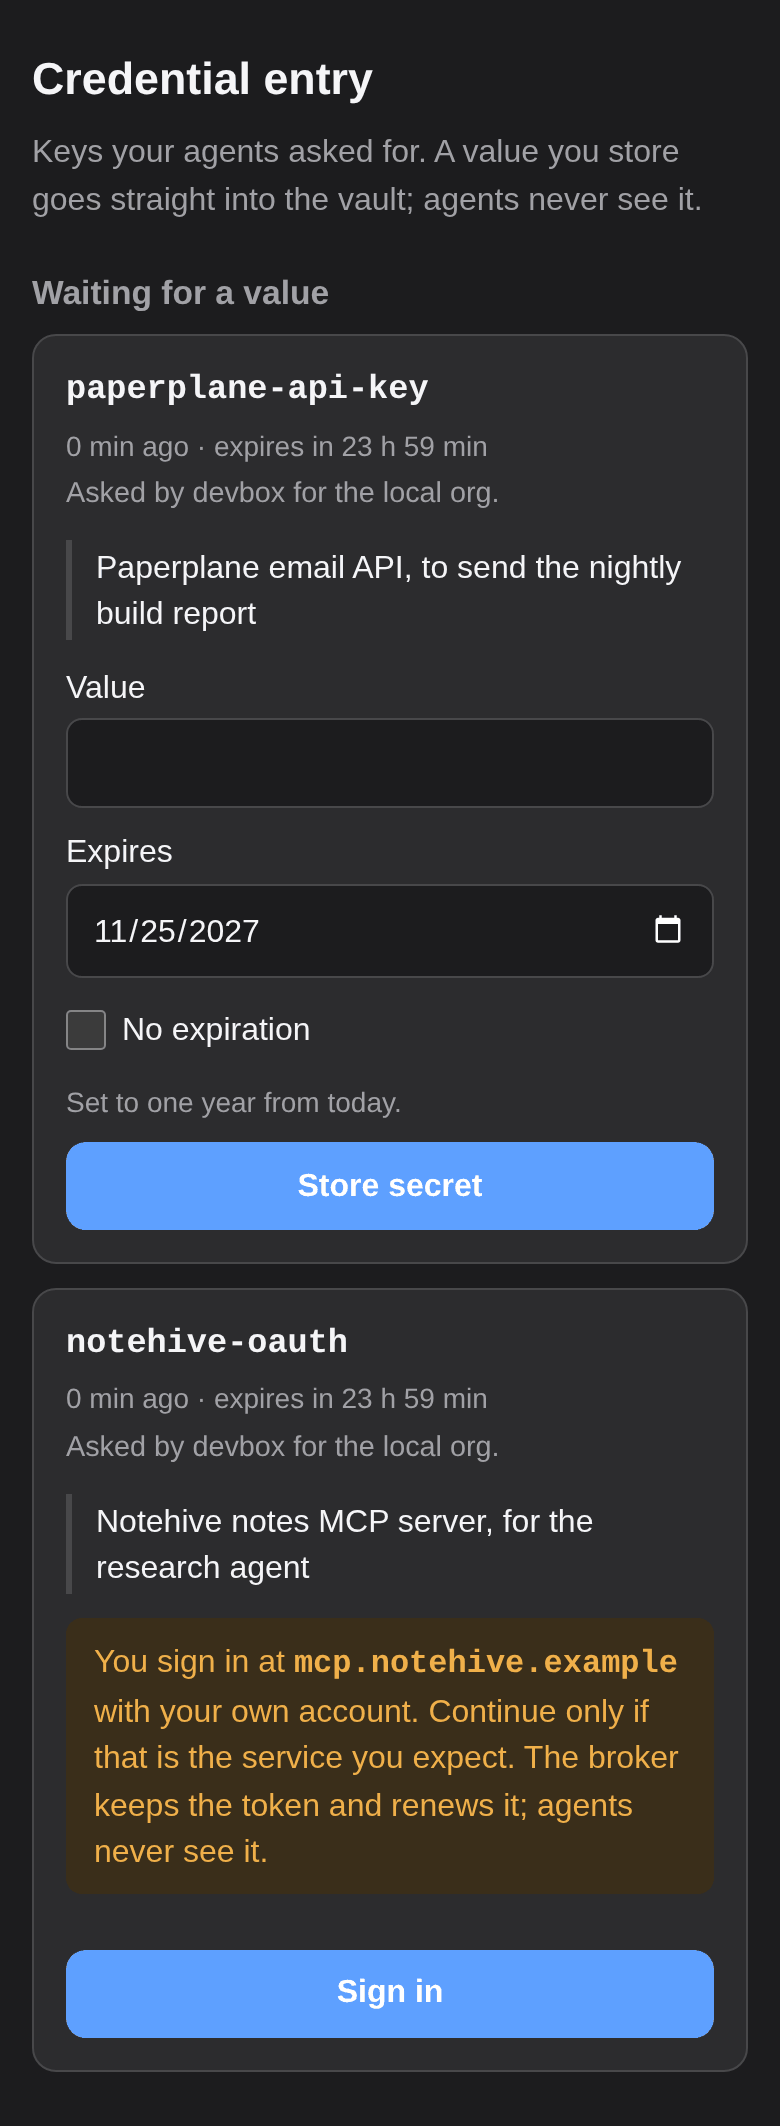 Credential entry
Keys your agents asked for. A value you store
goes straight into the vault; agents never see it.
Waiting for a value
paperplane-api-key
0 min ago · expires in 23 h 59 min
Asked by devbox for the local org.
Paperplane email API, to send the nightly
build report
Value
Expires
11/25/2027
No expiration
Set to one year from today.
Store secret
notehive-oauth
0 min ago · expires in 23 h 59 min
Asked by devbox for the local org.
Notehive notes MCP server, for the
research agent
You sign in at mcp.notehive.example
with your own account. Continue only if
that is the service you expect. The broker
keeps the token and renews it; agents
never see it.
Sign in